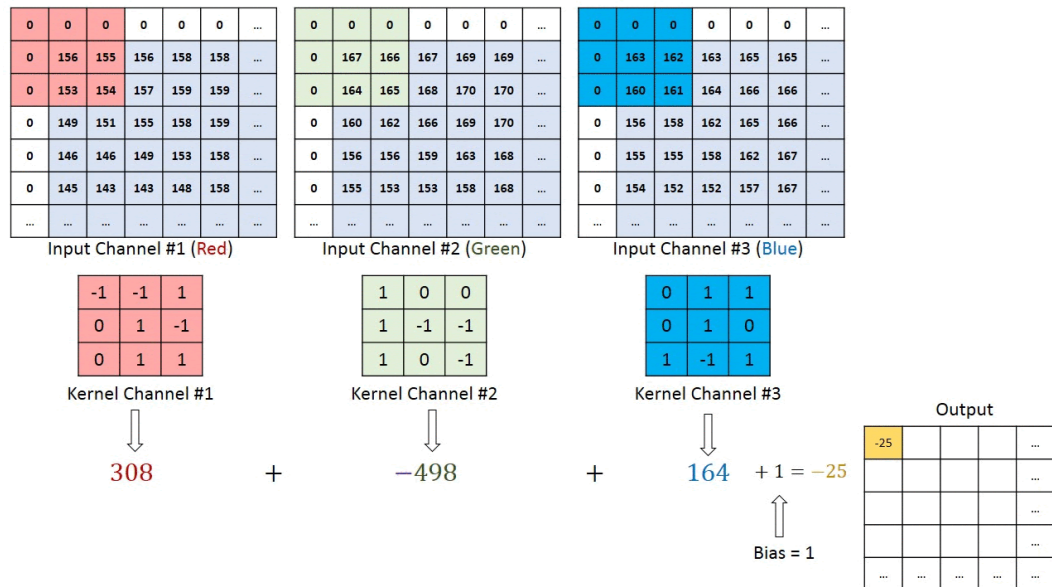 0 0 0 0 0 0 ... 0 0 0 0 0 0 ... 0 0 0 0 0 0 ...
0 156 155 156 158 158 ... 0 167 166 167 169 169 ... 0 163 162 163 165 165 ...
0 153 154 157 159 159 ... 0 164 165 168 170 170 ... 0 160 161 164 166 166 ...
0 149 151 155 158 159 ... 0 160 162 166 169 170 ... 0 156 158 162 165 166 ...
0 146 146 149 153 158 ... 0 156 156 159 163 168 ... 0 155 155 158 162 167 ...
0 145 143 143 148 158 ... 0 155 153 153 158 168 ... 0 154 152 152 157 167 ...
... ... ... ... ... ... ... ... ... ... ... ... ... ... ... ... ... ... ... ... ...
Input Channel #1 (Red) Input Channel #2 (Green) Input Channel #3 (Blue)
-1 -1 1 1 0 0 0 1 1
0 1 -1 1 -1 -1 0 1 0
0 1 1 1 0 -1 1 -1 1
Kernel Channel #1 Kernel Channel #2 Kernel Channel #3
308 + −498 + 164 + 1 = −25
Bias = 1
Output
-25 ...
...
...
...
... ... ... ... ...